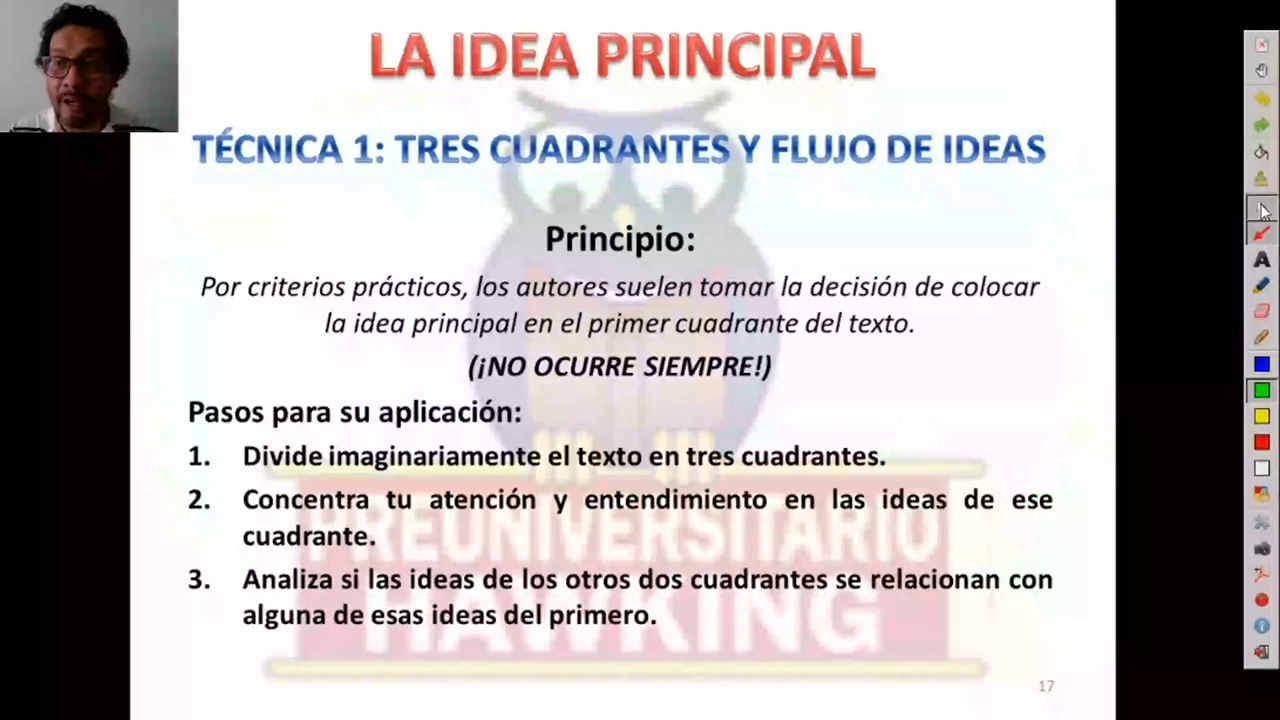 LA IDEA PRINCIPAL
TÉCNICA 1: TRES CUADRANTES Y FLUJO DE IDEAS
Principio:
Por criterios prácticos, los autores suelen tomar la decisión de colocar
la idea principal en el primer cuadrante del texto.
(¡NO OCURRE SIEMPRE!)
Pasos para su aplicación:
1. Divide imaginariamente el texto en tres cuadrantes.
2. Concentra tu atención y entendimiento en las ideas de ese
cuadrante.
3. Analiza si las ideas de los otros dos cuadrantes se relacionan con
alguna de esas ideas del primero.
PREUNIVERSITARIO
HAWKING
17